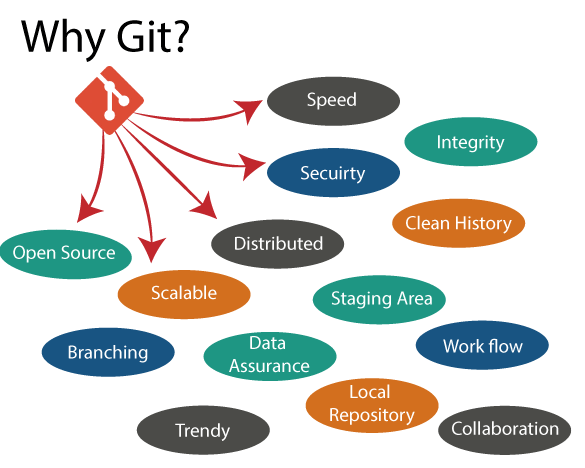 Why Git?
Speed
Integrity
Secuirty
Clean History
Distributed
Open Source
Scalable
Staging Area
Branching
Data
Assurance
Work flow
Local
Repository
Trendy
Collaboration